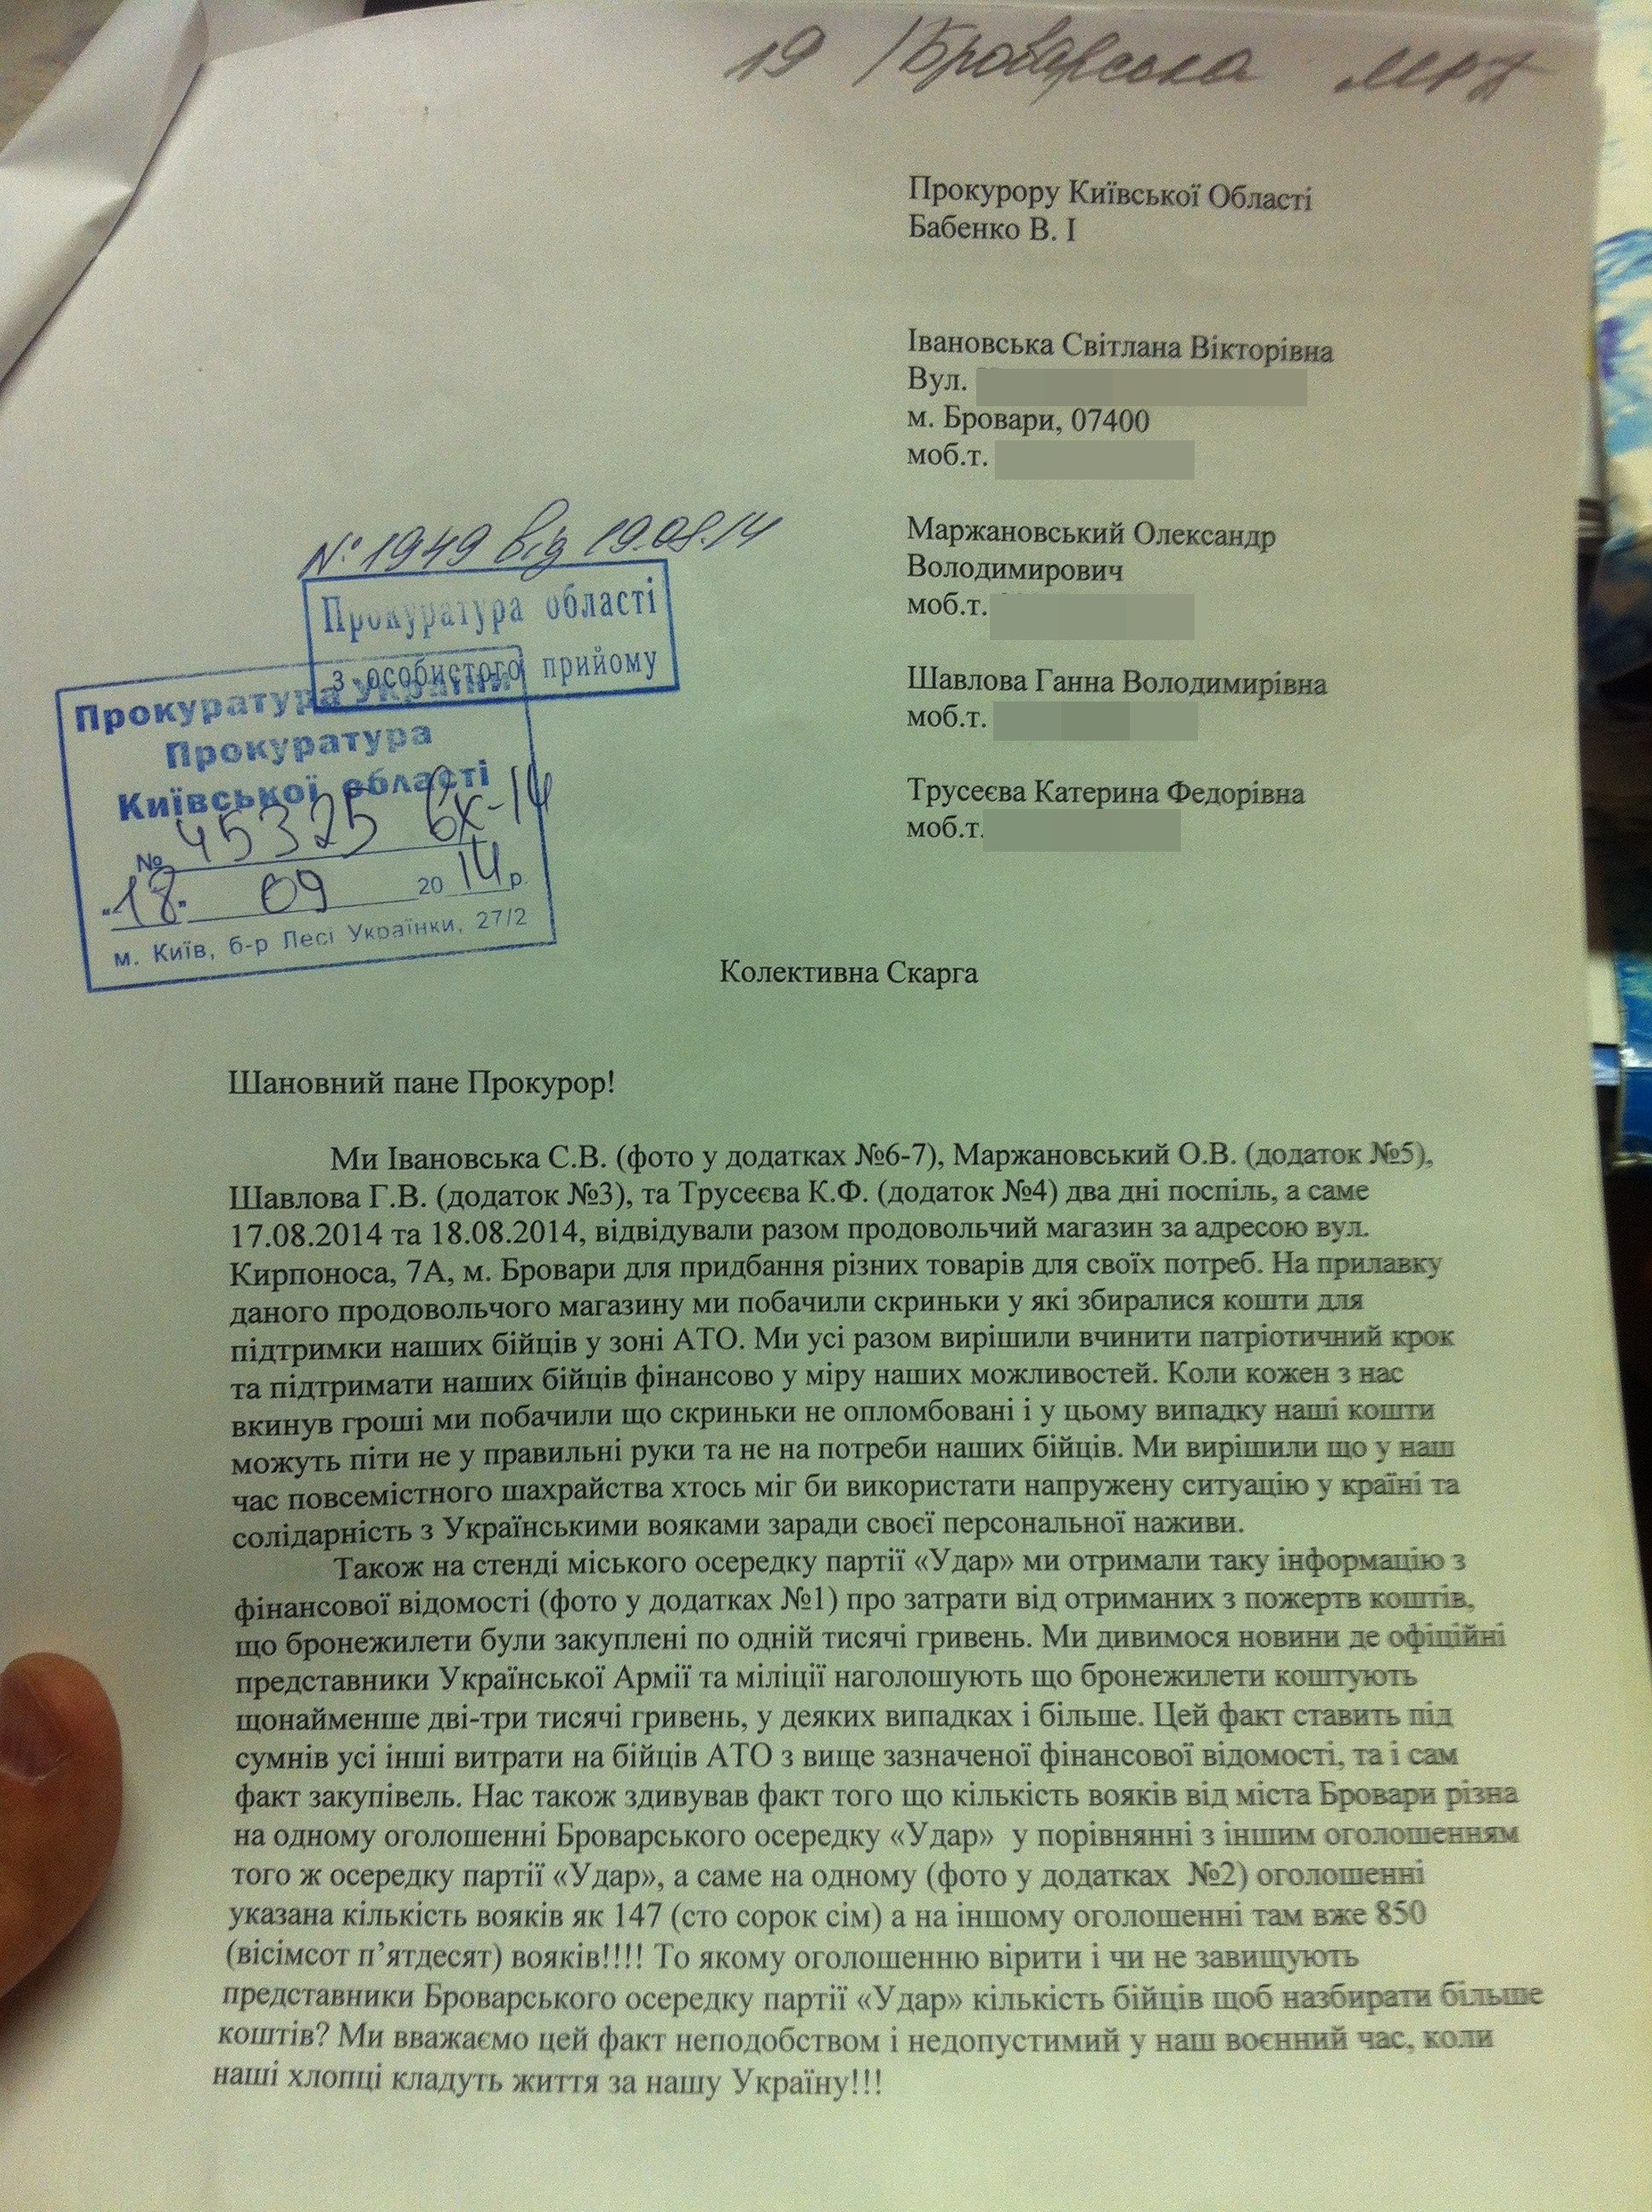 19 Броварська
Прокурору Київської Області
Бабенко В. І
Івановська Світлана Вікторівна
Вул.
м. Бровари, 07400
моб.т.
Маржановський Олександр
Володимирович
моб.т.
Шавлова Ганна Володимирівна
моб.т.
Трусеєва Катерина Федорівна
моб.т.
№ 1949 від 19.08.14
Прокуратура області
з особистого прийому
Прокуратура України
Прокуратура
Київської області
№ 45325 вх-14
"18" 09 2014р.
м. Київ, б-р Лесі Українки, 27/2
Колективна Скарга
Шановний пане Прокурор!
Ми Івановська С.В. (фото у додатках №6-7), Маржановський О.В. (додаток №5),
Шавлова Г.В. (додаток №3), та Трусеєва К.Ф. (додаток №4) два дні поспіль, а саме
17.08.2014 та 18.08.2014, відвідували разом продовольчий магазин за адресою вул.
Кирпоноса, 7А, м. Бровари для придбання різних товарів для своїх потреб. На прилавку
даного продовольчого магазину ми побачили скриньки у які збиралися кошти для
підтримки наших бійців у зоні АТО. Ми усі разом вирішили вчинити патріотичний крок
та підтримати наших бійців фінансово у міру наших можливостей. Коли кожен з нас
вкинув гроші ми побачили що скриньки не опломбовані і у цьому випадку наші кошти
можуть піти не у правильні руки та не на потреби наших бійців. Ми вирішили що у наш
час повсемістного шахрайства хтось міг би використати напружену ситуацію у країні та
солідарність з Українськими вояками заради своєї персональної наживи.
Також на стенді міського осередку партії «Удар» ми отримали таку інформацію з
фінансової відомості (фото у додатках №1) про затрати від отриманих з пожертв коштів,
що бронежилети були закуплені по одній тисячі гривень. Ми дивимося новини де офіційні
представники Української Армії та міліції наголошують що бронежилети коштують
щонайменше дві-три тисячі гривень, у деяких випадках і більше. Цей факт ставить під
сумнів усі інші витрати на бійців АТО з вище зазначеної фінансової відомості, та і сам
факт закупівель. Нас також здивував факт того що кількість вояків від міста Бровари різна
на одному оголошенні Броварського осередку «Удар» у порівнянні з іншим оголошенням
того ж осередку партії «Удар», а саме на одному (фото у додатках №2) оголошенні
указана кількість вояків як 147 (сто сорок сім) а на іншому оголошенні там вже 850
(вісімсот п’ятдесят) вояків!!!! То якому оголошенню вірити і чи не завищують
представники Броварського осередку партії «Удар» кількість бійців щоб назбирати більше
коштів? Ми вважаємо цей факт неподобством і недопустимий у наш воєнний час, коли
наші хлопці кладуть життя за нашу Україну!!!